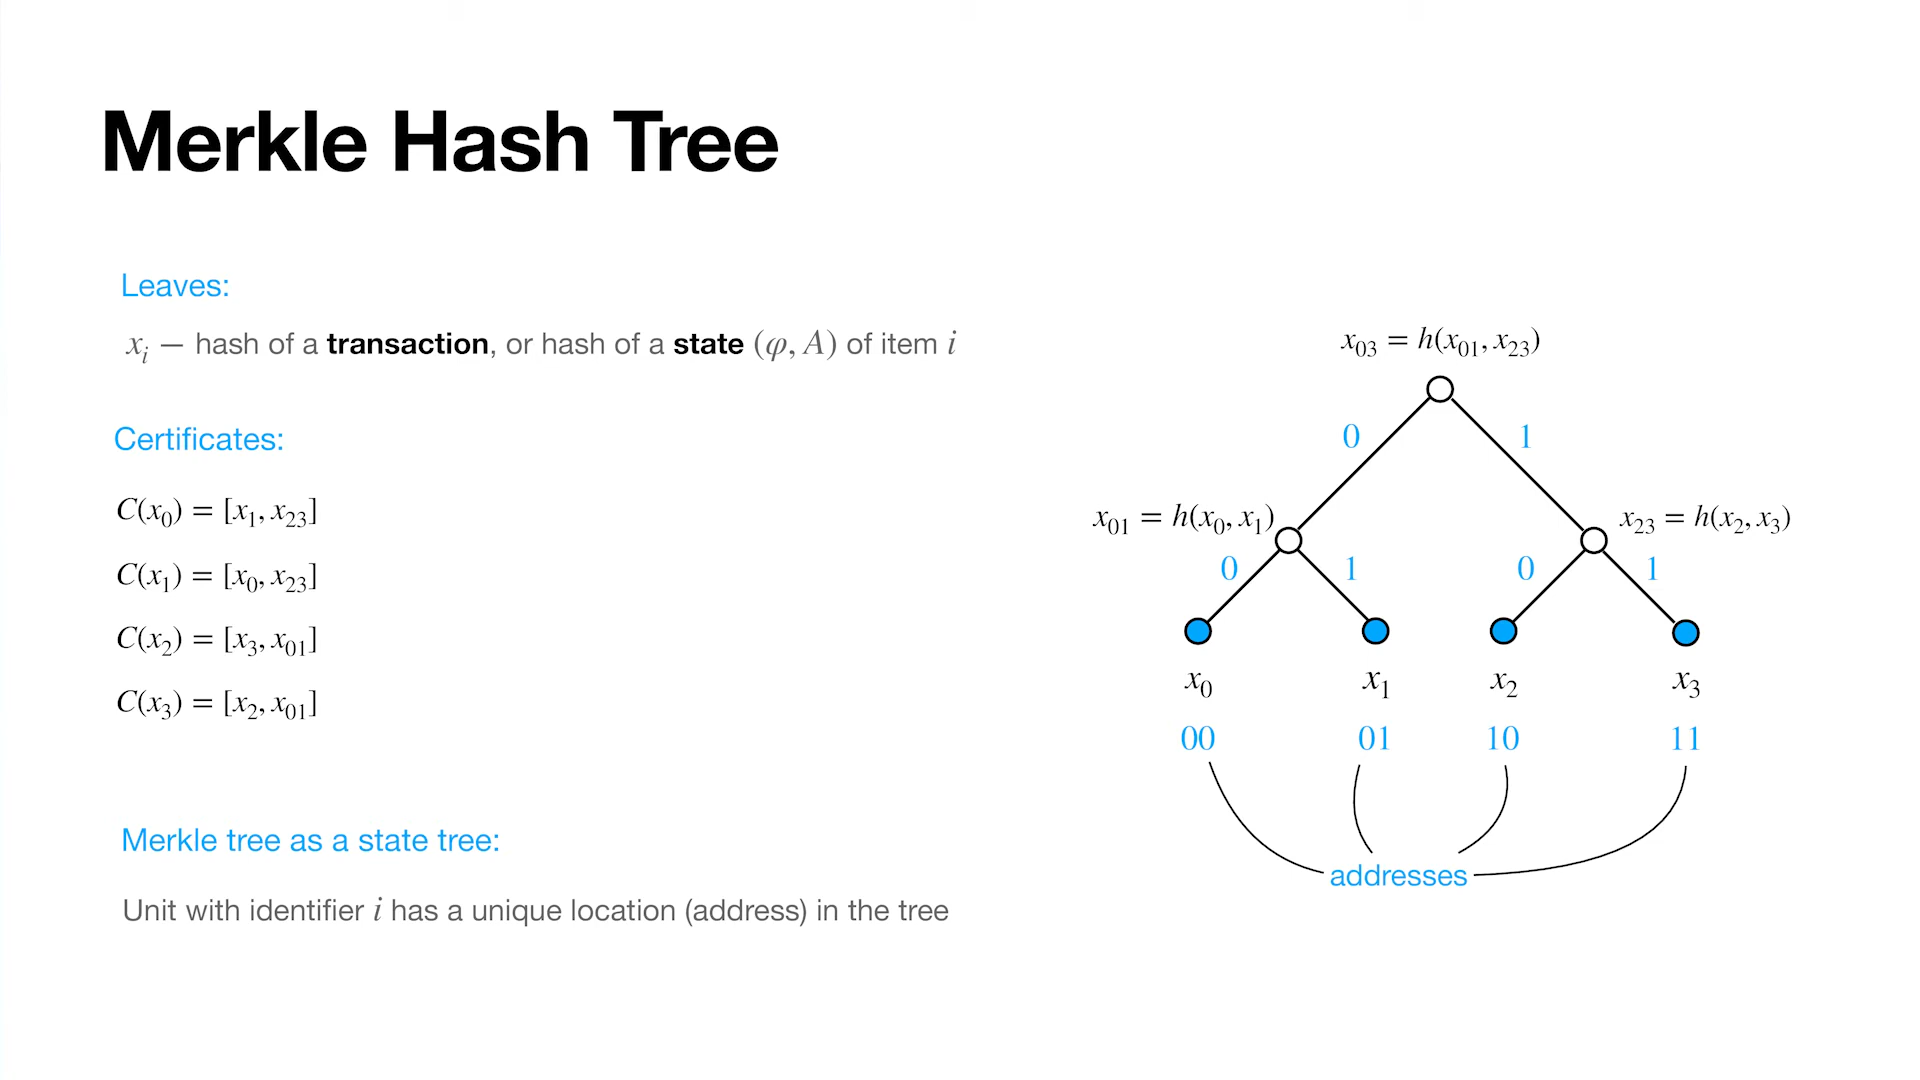 Merkle Hash Tree
Leaves:
x_i — hash of a transaction, or hash of a state (φ, A) of item i
Certificates:
C(x_0) = [x_1, x_23]
C(x_1) = [x_0, x_23]
C(x_2) = [x_3, x_01]
C(x_3) = [x_2, x_01]
Merkle tree as a state tree:
Unit with identifier i has a unique location (address) in the tree
x_03 = h(x_01, x_23)
0 1
x_01 = h(x_0, x_1) x_23 = h(x_2, x_3)
0 1 0 1
x_0 x_1 x_2 x_3
00 01 10 11
addresses